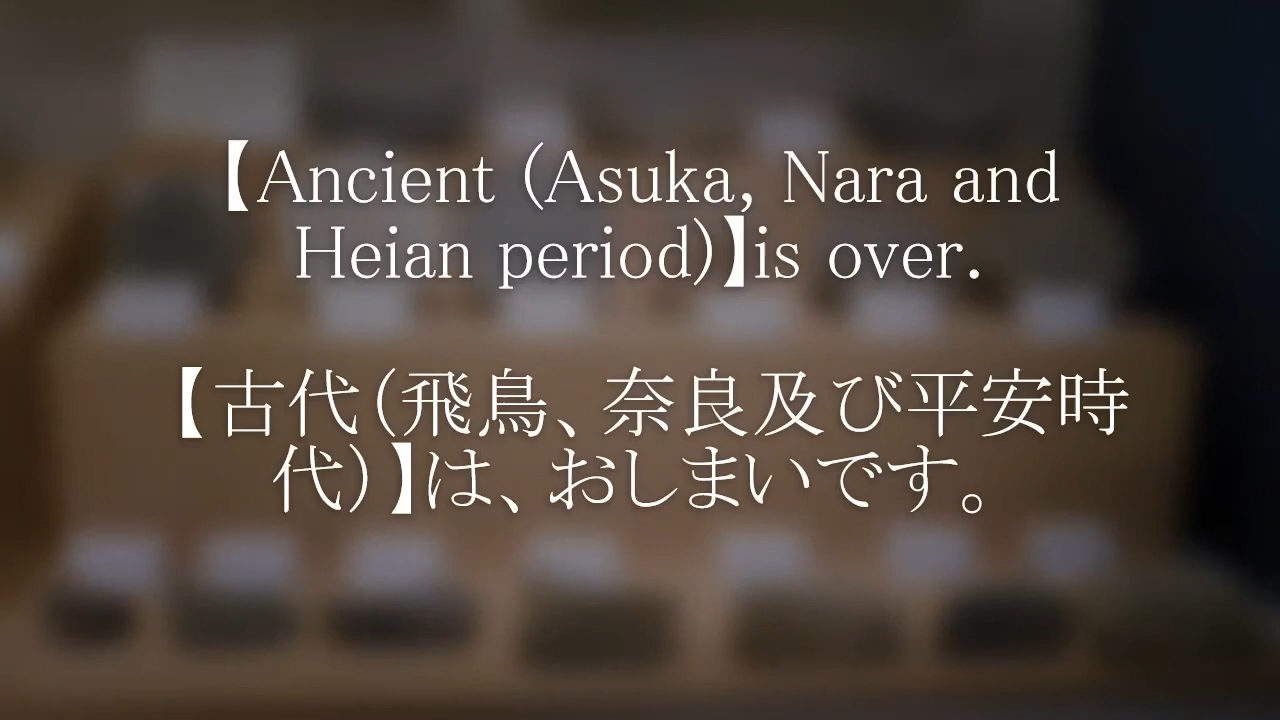 【Ancient (Asuka, Nara and
Heian period)】is over.
【古代(飛鳥、奈良及び平安時
代)】は、おしまいです。